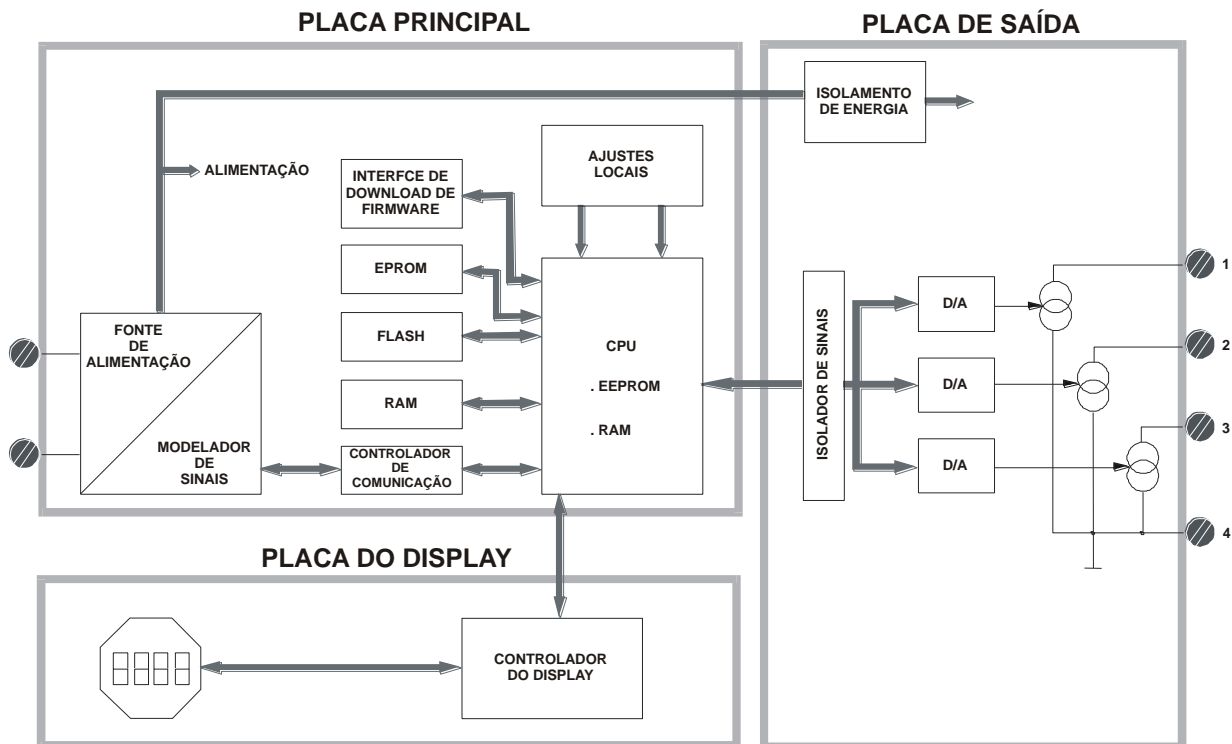 PLACA PRINCIPAL
PLACA DE SAÍDA
ISOLAMENTO
DE ENERGIA
ALIMENTAÇÃO
INTERFCE DE
DOWNLOAD DE
FIRMWARE
AJUSTES
LOCAIS
EPROM
FLASH
RAM
CONTROLADOR
DE
COMUNICAÇÃO
FONTE
DE
ALIMENTAÇÃO
MODELADOR
DE
SINAIS
CPU
. EEPROM
. RAM
ISOLADOR DE SINAIS
D/A
D/A
D/A
1
2
3
4
PLACA DO DISPLAY
CONTROLADOR
DO DISPLAY